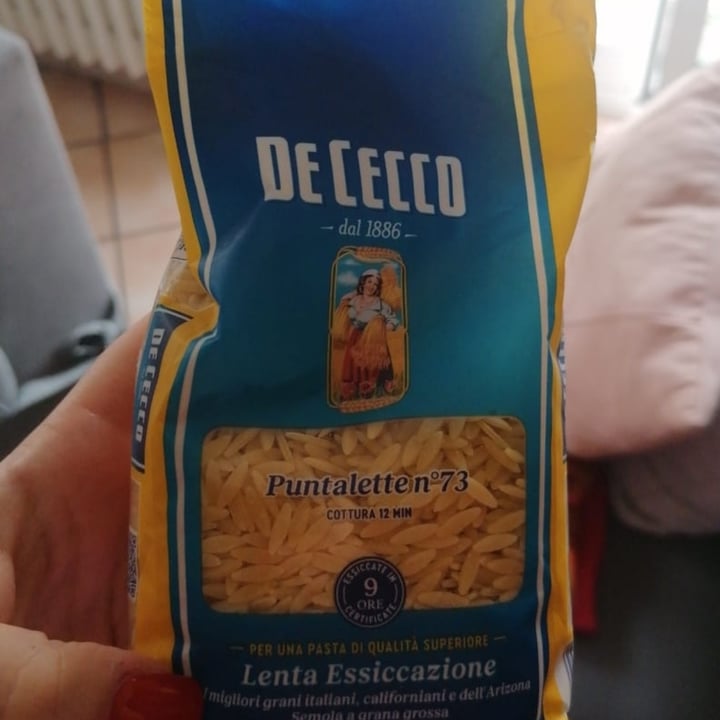 DE CECCO
dal 1886
DE CECCO
Puntalette n°73
COTTURA 12 MIN
ESSICCATE IN
9
ORE
CERTIFICATE
PER UNA PASTA DI QUALITÀ SUPERIORE
Lenta Essiccazione
I migliori grani italiani, californiani e dell'Arizona
Semola a grana grossa